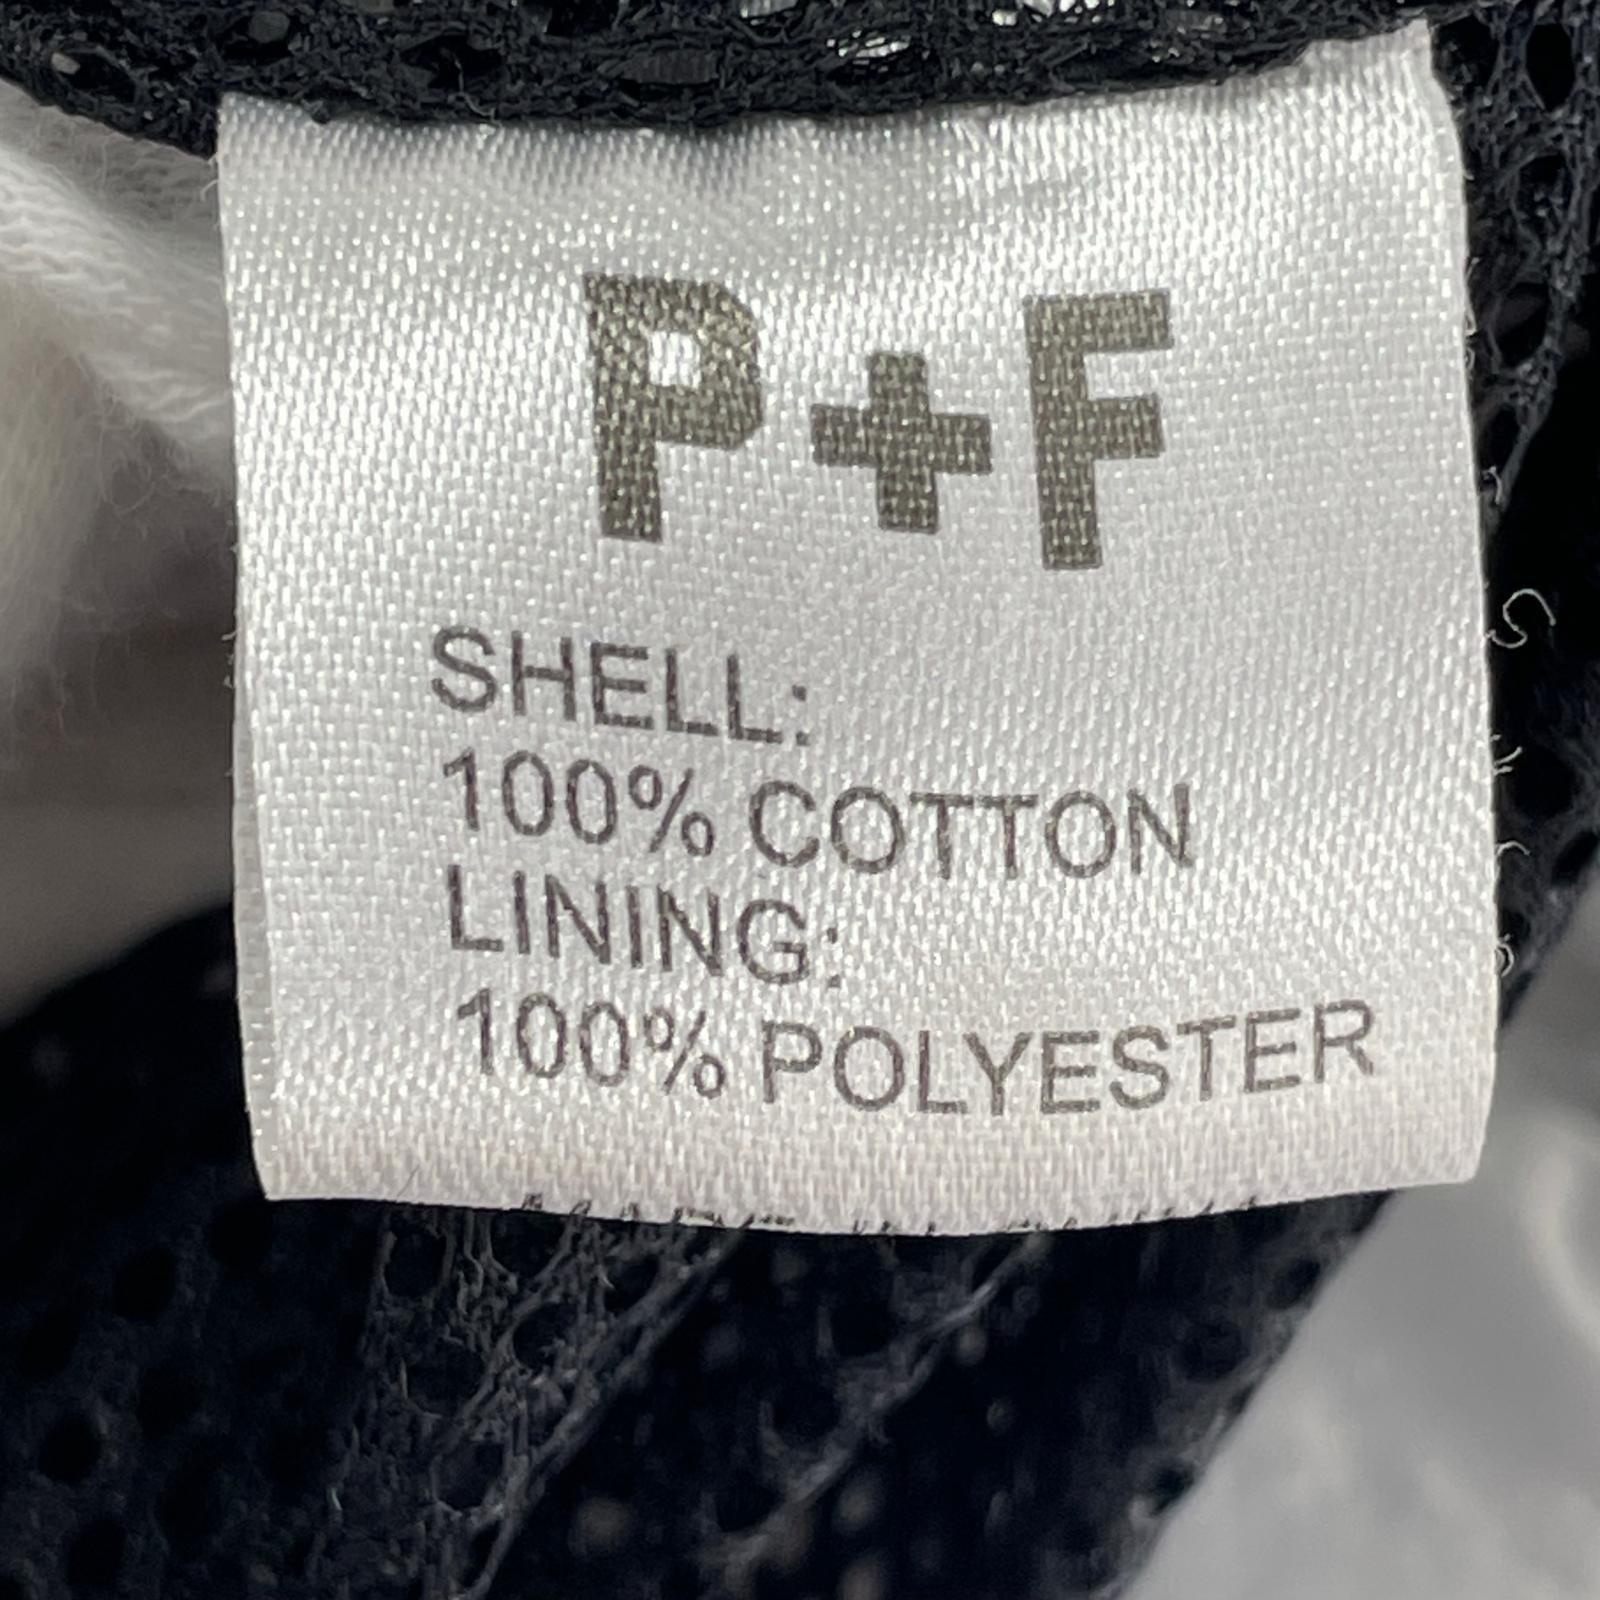 P+F
SHELL:
100% COTTON
LINING:
100% POLYESTER